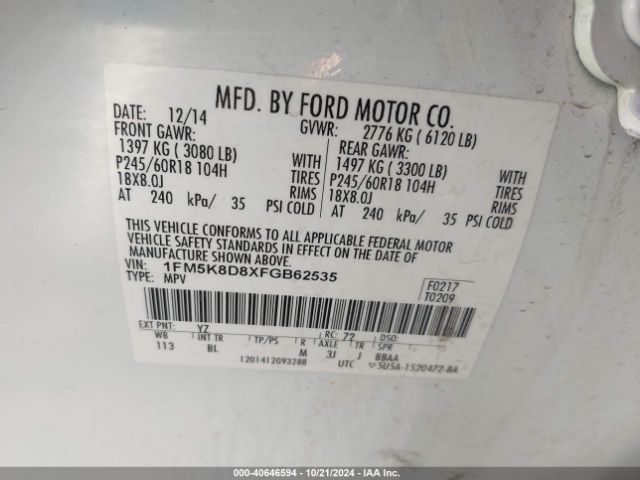 MFD. BY FORD MOTOR CO.
DATE: 12/14 GVWR: 2776 KG ( 6120 LB)
FRONT GAWR: REAR GAWR:
1397 KG ( 3080 LB) WITH 1497 KG ( 3300 LB) WITH
P245/60R18 104H TIRES P245/60R18 104H TIRES
18X8.0J RIMS 18X8.0J RIMS
AT 240 kPa/ 35 PSI COLD AT 240 kPa/ 35 PSI COLD
THIS VEHICLE CONFORMS TO ALL APPLICABLE FEDERAL MOTOR
VEHICLE SAFETY STANDARDS IN EFFECT ON THE DATE OF
MANUFACTURE SHOWN ABOVE.
VIN: 1FM5K8D8XFGB62535 F0217
TYPE: MPV T0209
EXT PNT: YZ RC: 72 DSO:
WB INT TR TP/PS R AXLE TR SPR
113 BL M 3J J BBAA
1201412093288 UTC 5U5A-1520472-BA
© - 40646594 - 10/21/2024 - IAA Inc.